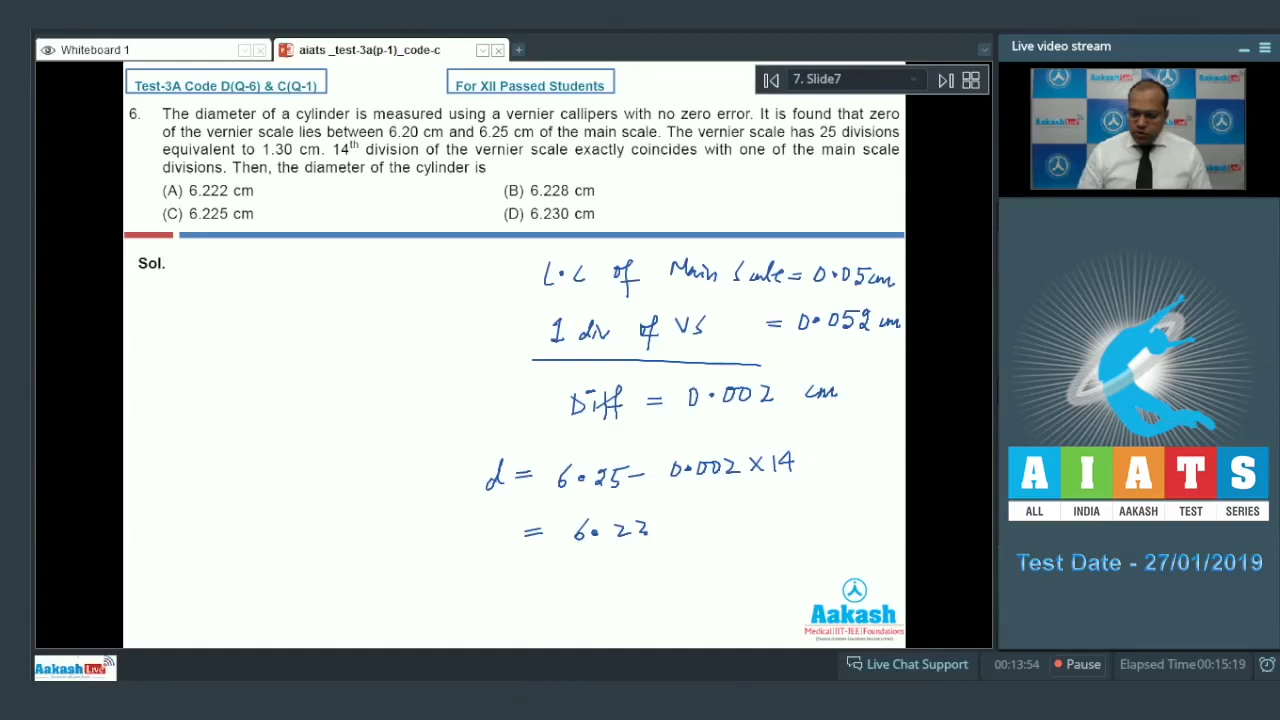 Whiteboard 1
aiats _test-3a(p-1)_code-c
Live video stream
Test-3A Code D(Q-6) & C(Q-1)
For XII Passed Students
7. Slide7
6. The diameter of a cylinder is measured using a vernier callipers with no zero error. It is found that zero
of the vernier scale lies between 6.20 cm and 6.25 cm of the main scale. The vernier scale has 25 divisions
equivalent to 1.30 cm. 14th division of the vernier scale exactly coincides with one of the main scale
divisions. Then, the diameter of the cylinder is
(A) 6.222 cm (B) 6.228 cm
(C) 6.225 cm (D) 6.230 cm
Sol.
L.C of Main Scale = 0.05 cm
1 div of VS = 0.052 cm
Diff = 0.002 cm
d = 6.25 - 0.002 × 14
= 6.22
AIATS
ALL INDIA AAKASH TEST SERIES
Test Date - 27/01/2019
Aakash
Medical|IIT-JEE|Foundations
Aakash Live
Live Chat Support
00:13:54
Pause
Elapsed Time 00:15:19